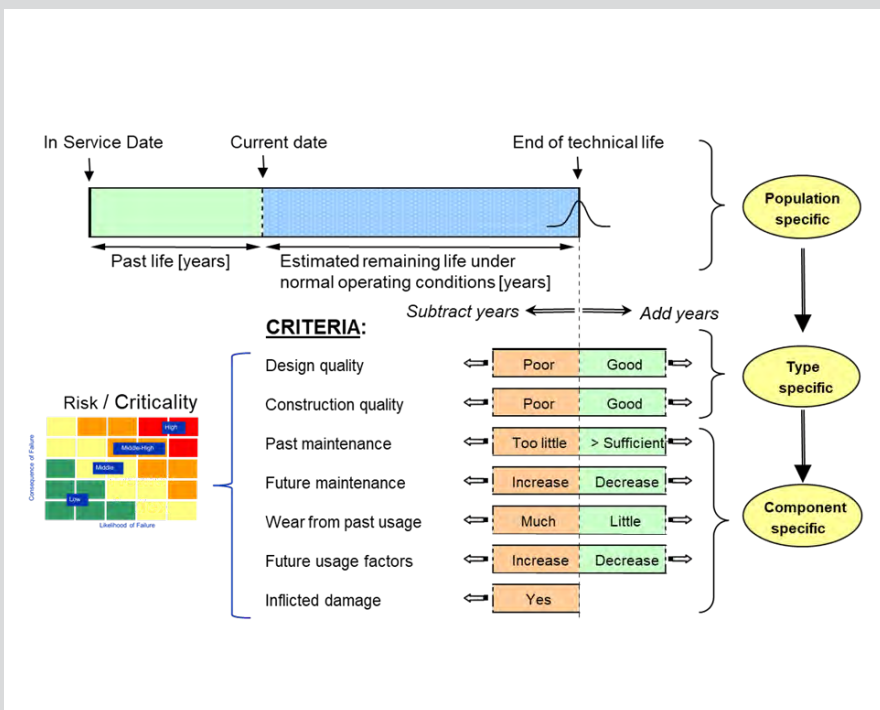 In Service Date
Current date
End of technical life
Population
specific
Past life [years]
Estimated remaining life under
normal operating conditions [years]
Subtract years
Add years
CRITERIA:
Design quality
Poor
Good
Type
specific
Construction quality
Poor
Good
Risk / Criticality
High
Middle-High
Middle
Low
Consequence of Failure
Likelihood of Failure
Past maintenance
Too little
> Sufficient
Future maintenance
Increase
Decrease
Component
specific
Wear from past usage
Much
Little
Future usage factors
Increase
Decrease
Inflicted damage
Yes